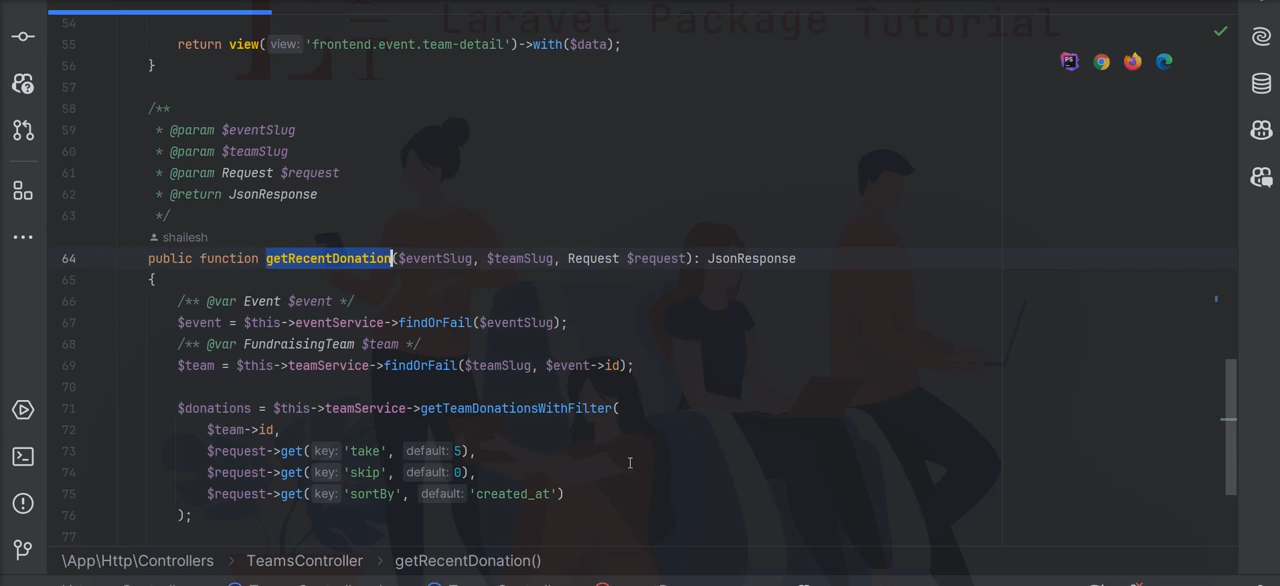 Laravel Package Tutorial
54
55 return view( view: 'frontend.event.team-detail')->with($data);
56 }
57
58 /**
59 * @param $eventSlug
60 * @param $teamSlug
61 * @param Request $request
62 * @return JsonResponse
63 */
shailesh
64 public function getRecentDonation($eventSlug, $teamSlug, Request $request): JsonResponse
65 {
66 /** @var Event $event */
67 $event = $this->eventService->findOrFail($eventSlug);
68 /** @var FundraisingTeam $team */
69 $team = $this->teamService->findOrFail($teamSlug, $event->id);
70
71 $donations = $this->teamService->getTeamDonationsWithFilter(
72 $team->id,
73 $request->get( key: 'take', default: 5),
74 $request->get( key: 'skip', default: 0),
75 $request->get( key: 'sortBy', default: 'created_at')
76 );
77
\App\Http\Controllers > TeamsController > getRecentDonation()
PS